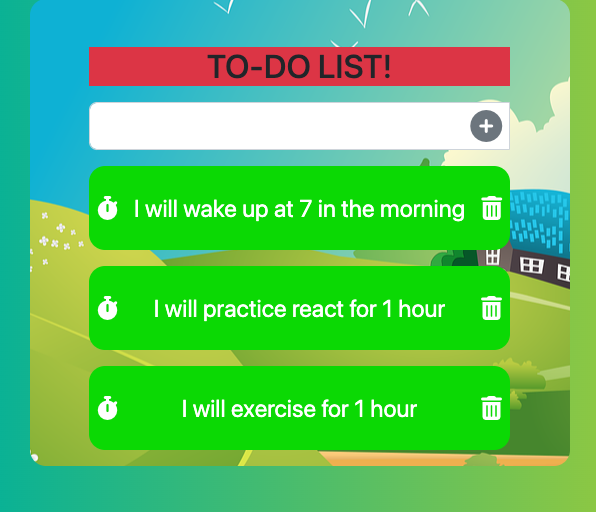 TO-DO LIST!
I will wake up at 7 in the morning
I will practice react for 1 hour
I will exercise for 1 hour